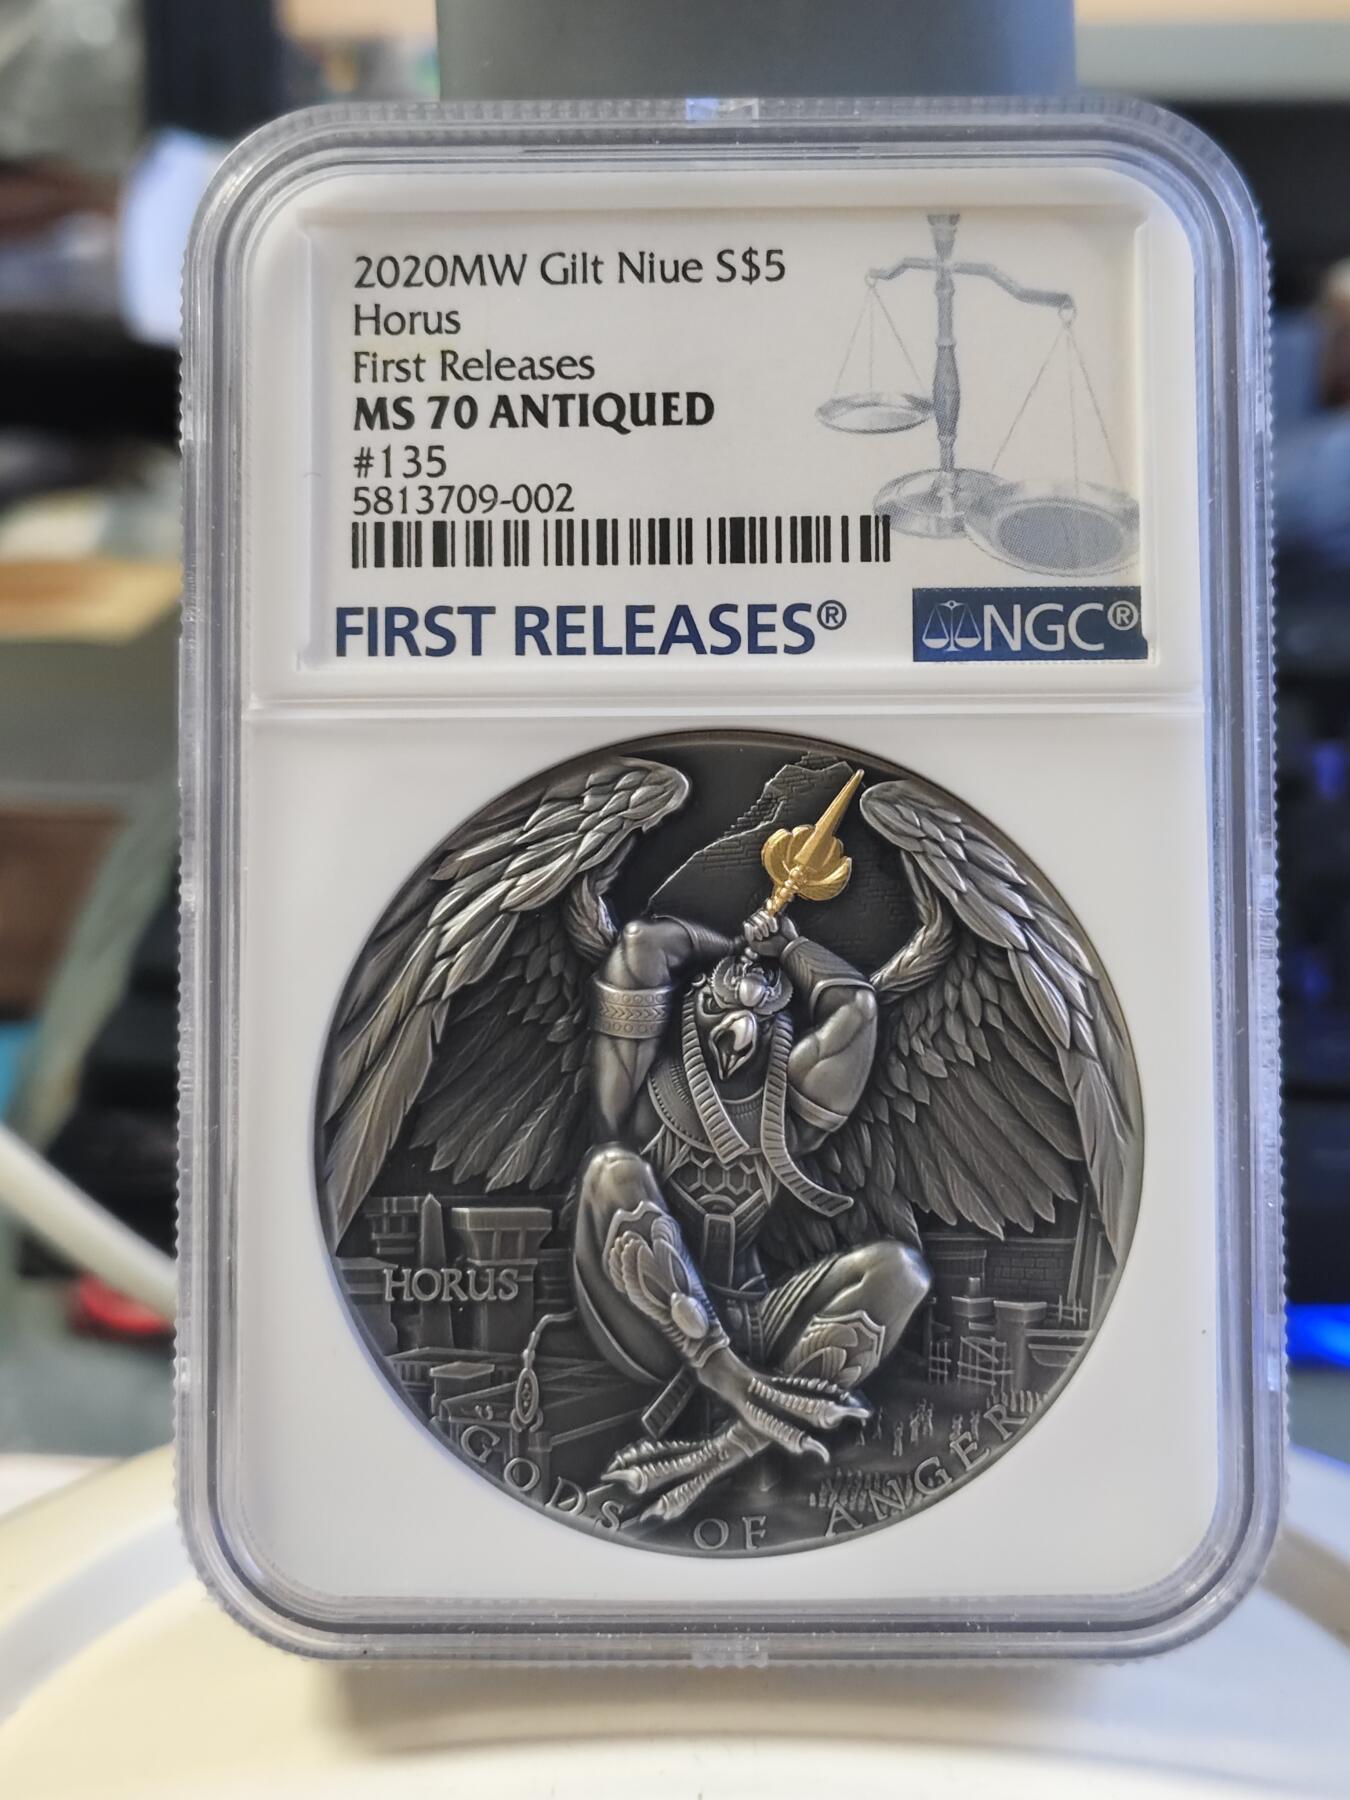 2020MW Gilt Niue S$5
Horus
First Releases
MS 70 ANTIQUED
#135
5813709-002
FIRST RELEASES®
NGC®
HORUS
GODS OF ANGER